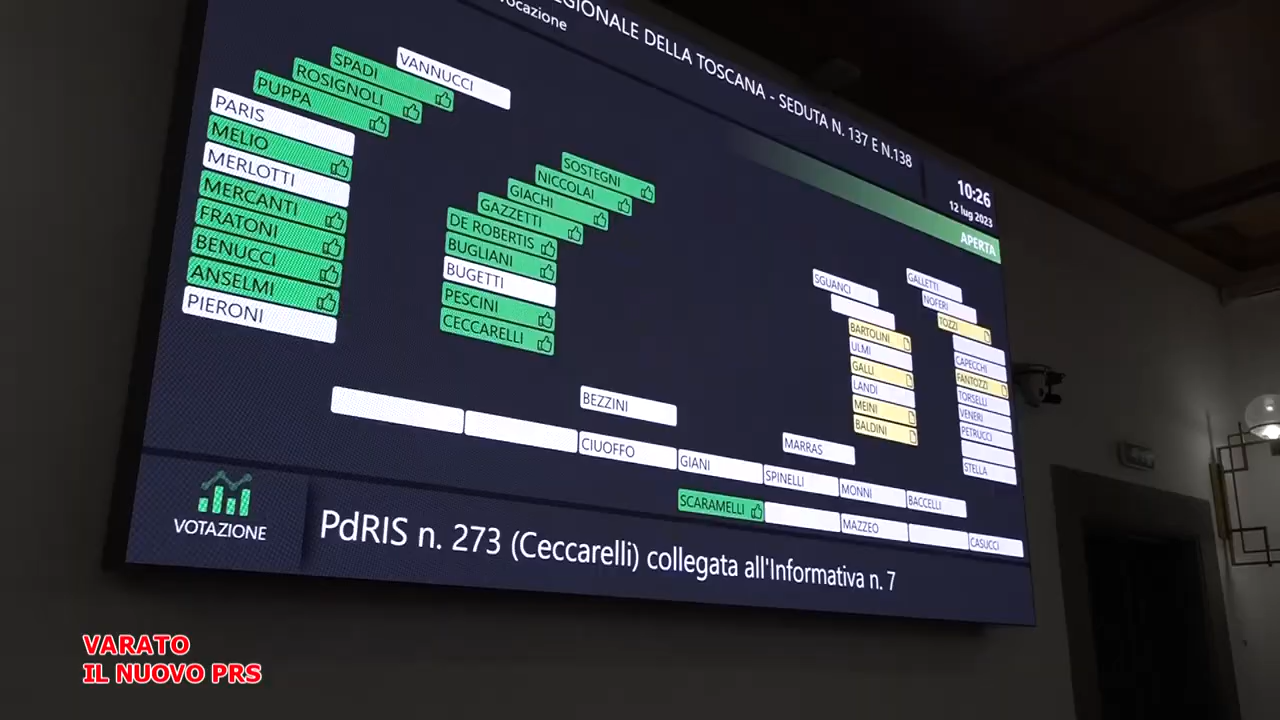 EGIONALE DELLA TOSCANA - SEDUTA N. 137 E N.138
vocazione
10:26
12 lug 2023
APERTA
VANNUCCI
SPADI
ROSIGNOLI
PUPPA
PARIS
MELIO
MERLOTTI
MERCANTI
FRATONI
BENUCCI
ANSELMI
PIERONI
SOSTEGNI
NICCOLAI
GIACHI
GAZZETTI
DE ROBERTIS
BUGLIANI
BUGETTI
PESCINI
CECCARELLI
SGUANCI
BARTOLINI
ULMI
GALLI
LANDI
MEINI
BALDINI
GALLETTI
NOFERI
TOZZI
CAPECCHI
FANTOZZI
TORSELLI
VENERI
PETRUCCI
STELLA
BEZZINI
MARRAS
CIUOFFO
GIANI
SPINELLI
MONNI
BACCELLI
SCARAMELLI
MAZZEO
CASUCCI
VOTAZIONE
PdRIS n. 273 (Ceccarelli) collegata all'Informativa n. 7
VARATO
IL NUOVO PRS